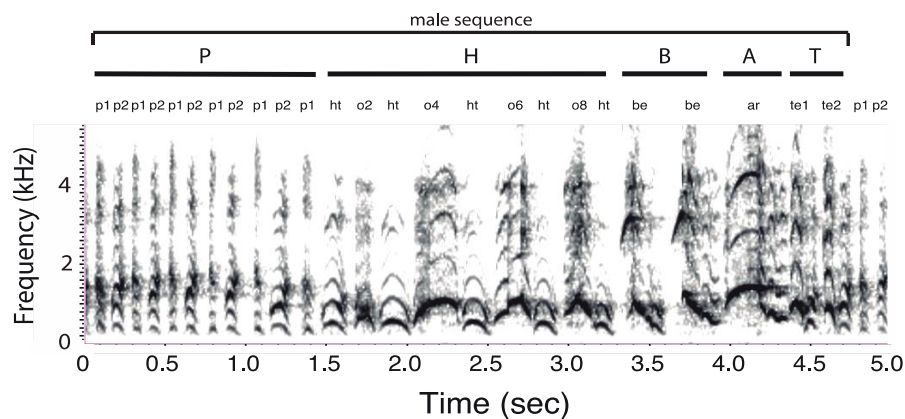 male sequence
P H B A T
p1 p2 p1 p2 p1 p2 p1 p2 p1 p2 p1 ht o2 ht o4 ht o6 ht o8 ht be be ar te1 te2 p1 p2
Frequency (kHz)
4
2
0
0 0.5 1.0 1.5 2.0 2.5 3.0 3.5 4.0 4.5 5.0
Time (sec)